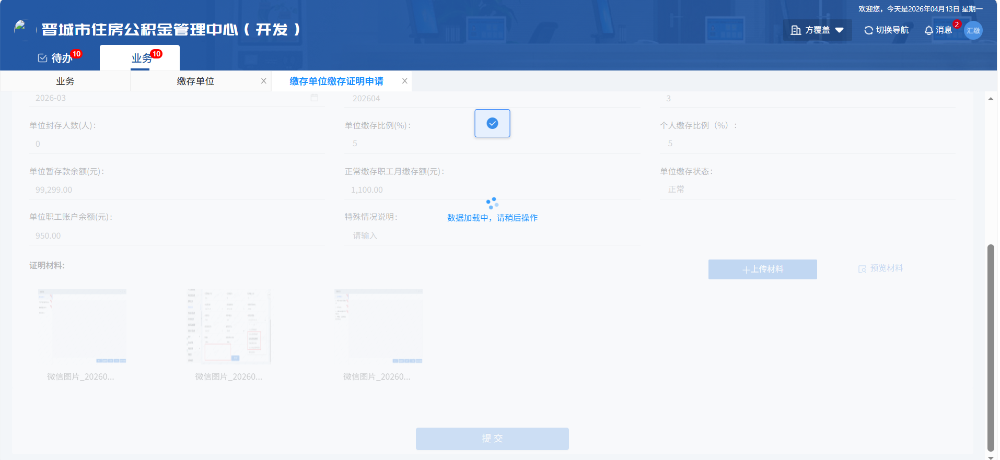 欢迎您，今天是2026年04月13日 星期一
晋城市住房公积金管理中心（开发）
方覆盖
切换导航
消息
2
汇缴
待办
10
业务
10
业务
缴存单位
缴存单位缴存证明申请
2026-03
202604
3
单位封存人数(人):
单位缴存比例(%):
个人缴存比例（%）:
0
5
5
单位暂存款余额(元):
正常缴存职工月缴存额(元):
单位缴存状态:
99,299.00
1,100.00
正常
数据加载中，请稍后操作
单位职工账户余额(元):
特殊情况说明:
950.00
请输入
证明材料:
上传材料
预览材料
微信图片_20260...
微信图片_20260...
微信图片_20260...
提 交